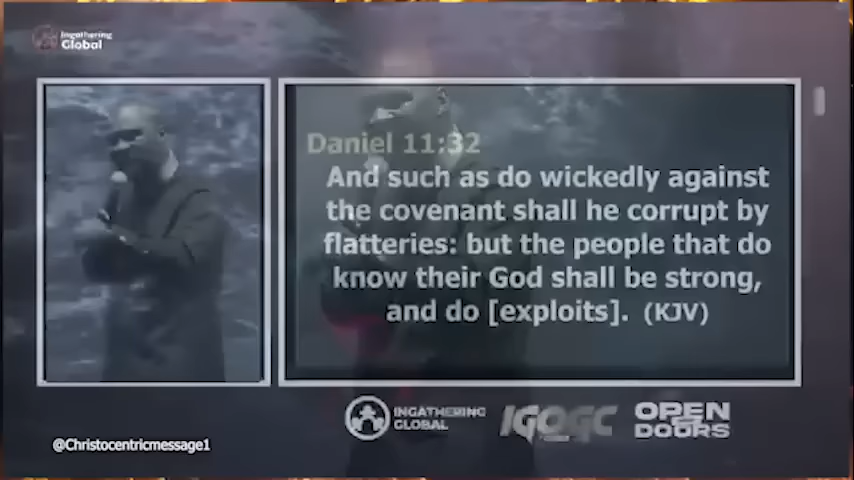 Ingathering
Global
Daniel 11:32
And such as do wickedly against
the covenant shall he corrupt by
flatteries: but the people that do
know their God shall be strong,
and do [exploits]. (KJV)
INGATHERING
GLOBAL
IGOGC
OPEN
DOORS
@Christocentricmessage1